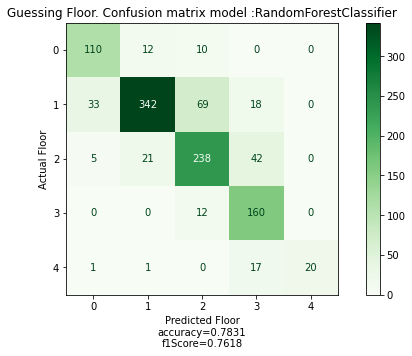 Guessing Floor. Confusion matrix model :RandomForestClassifier
0 110 12 10 0 0
1 33 342 69 18 0
2 5 21 238 42 0
3 0 0 12 160 0
4 1 1 0 17 20
0 1 2 3 4
Actual Floor
Predicted Floor
accuracy=0.7831
f1Score=0.7618
300
250
200
150
100
50
0